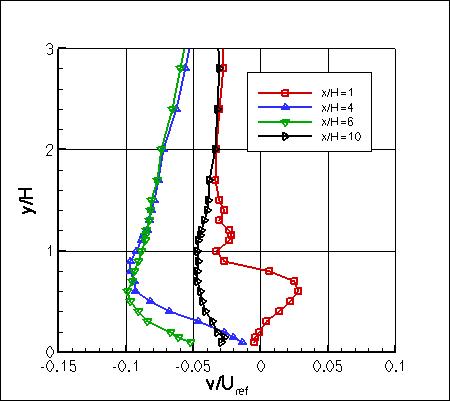 3
2
1
0
y/H
x/H=1
x/H=4
x/H=6
x/H=10
-0.15 -0.1 -0.05 0 0.05 0.1
v/Uref